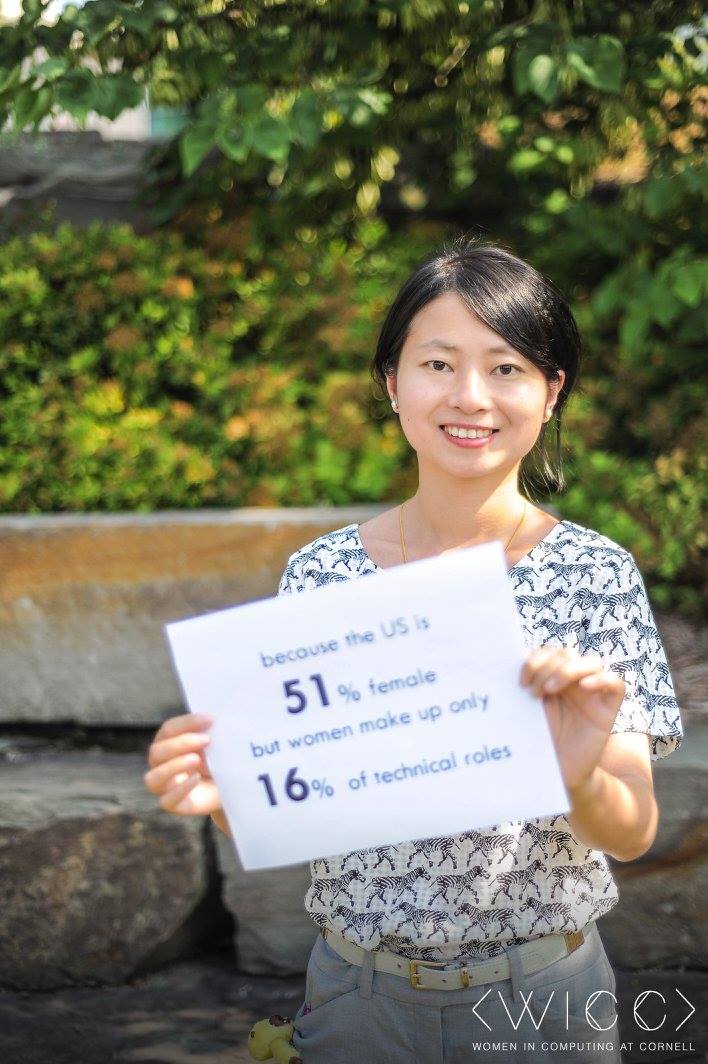 because the US is
51% female
but women make up only
16% of technical roles
<WICC>
WOMEN IN COMPUTING AT CORNELL